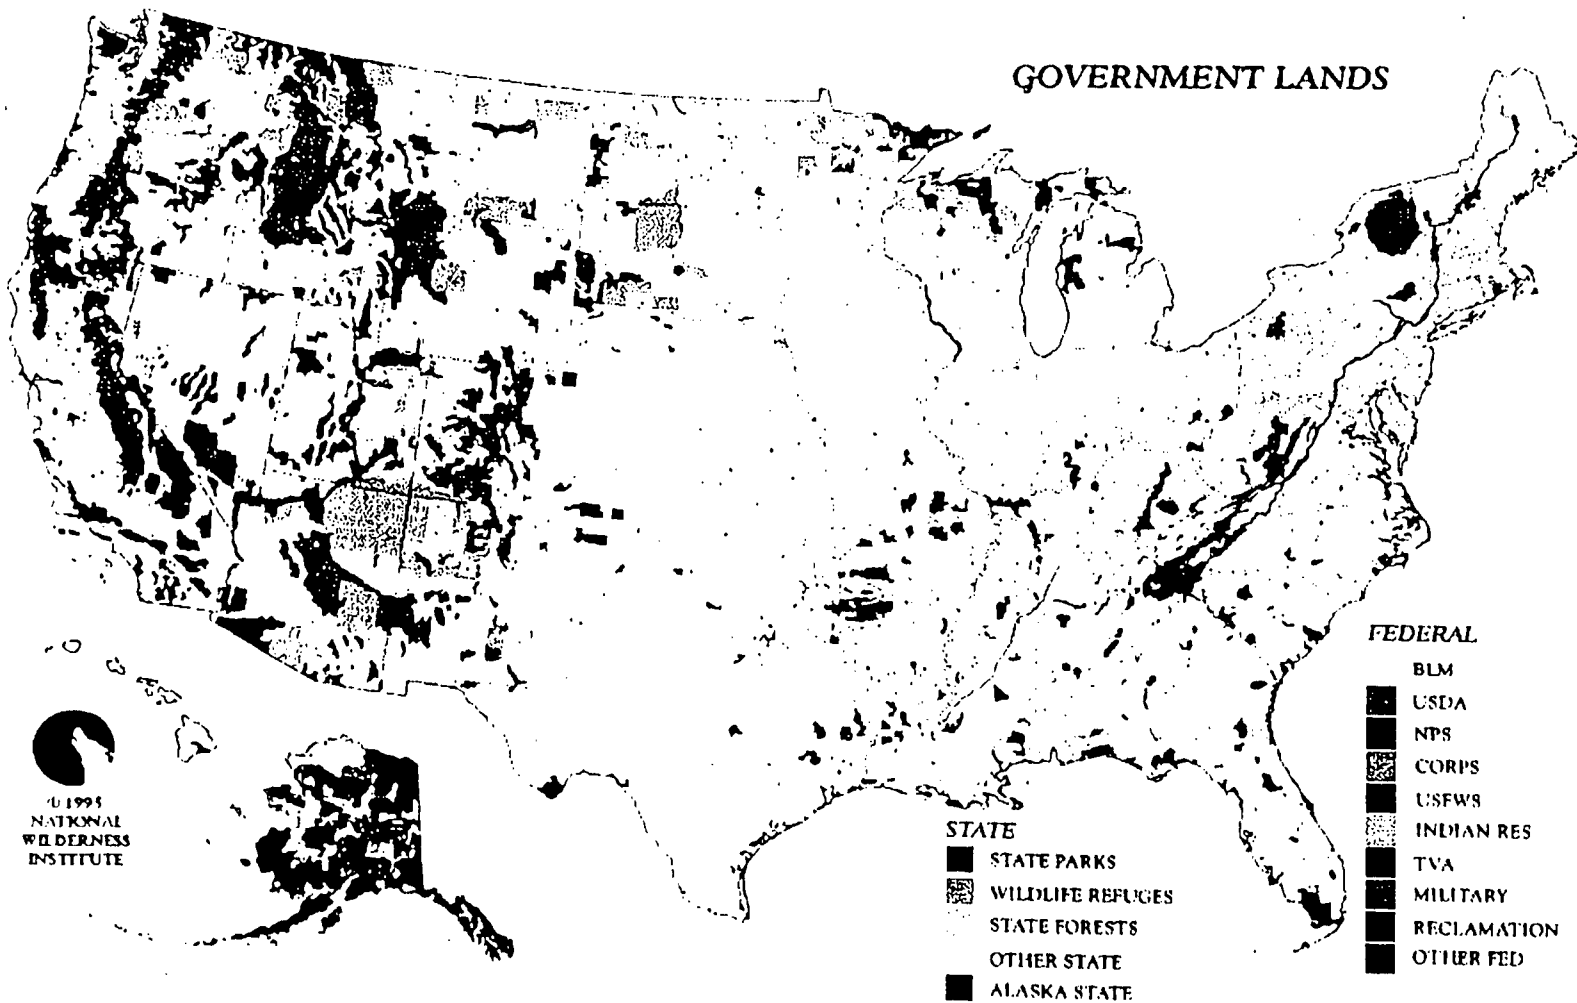 GOVERNMENT LANDS
FEDERAL
BLM
USDA
NPS
CORPS
USFWS
INDIAN RES
TVA
MILITARY
RECLAMATION
OTHER FED
STATE
STATE PARKS
WILDLIFE REFUGES
STATE FORESTS
OTHER STATE
ALASKA STATE
© 1995
NATIONAL
WILDERNESS
INSTITUTE